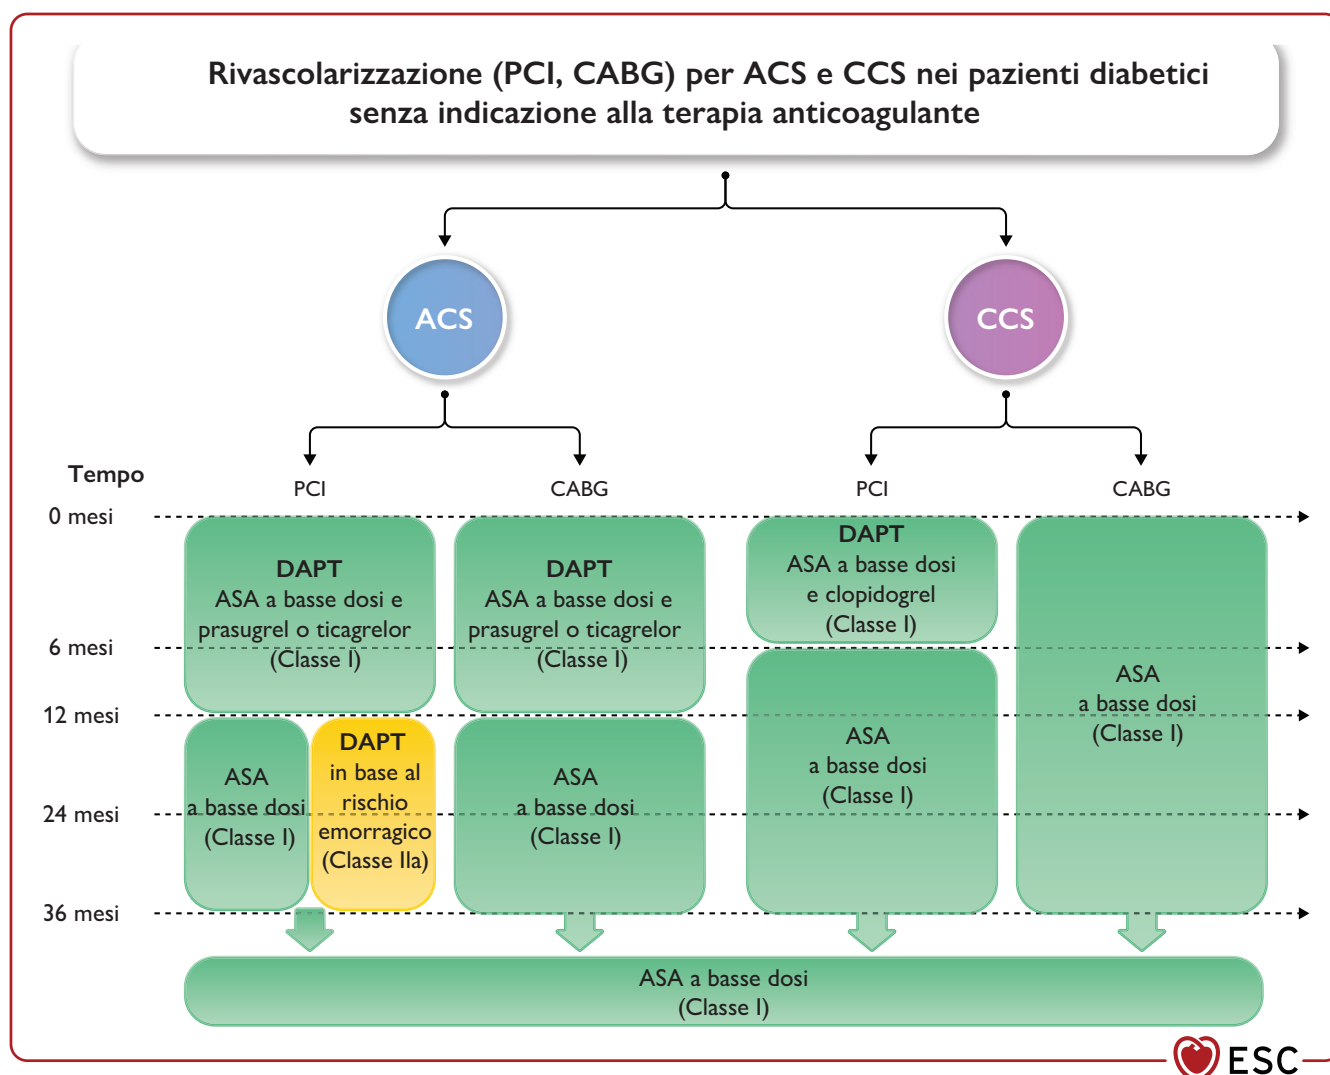 Rivascolarizzazione (PCI, CABG) per ACS e CCS nei pazienti diabetici
senza indicazione alla terapia anticoagulante
ACS
CCS
Tempo
PCI
CABG
PCI
CABG
0 mesi
DAPT
ASA a basse dosi e
prasugrel o ticagrelor
(Classe I)
DAPT
ASA a basse dosi e
prasugrel o ticagrelor
(Classe I)
DAPT
ASA a basse dosi
e clopidogrel
(Classe I)
ASA
a basse dosi
(Classe I)
6 mesi
ASA
a basse dosi
(Classe I)
12 mesi
ASA
a basse dosi
(Classe I)
DAPT
in base al
rischio
emorragico
(Classe IIa)
ASA
a basse dosi
(Classe I)
24 mesi
36 mesi
ASA a basse dosi
(Classe I)
ESC